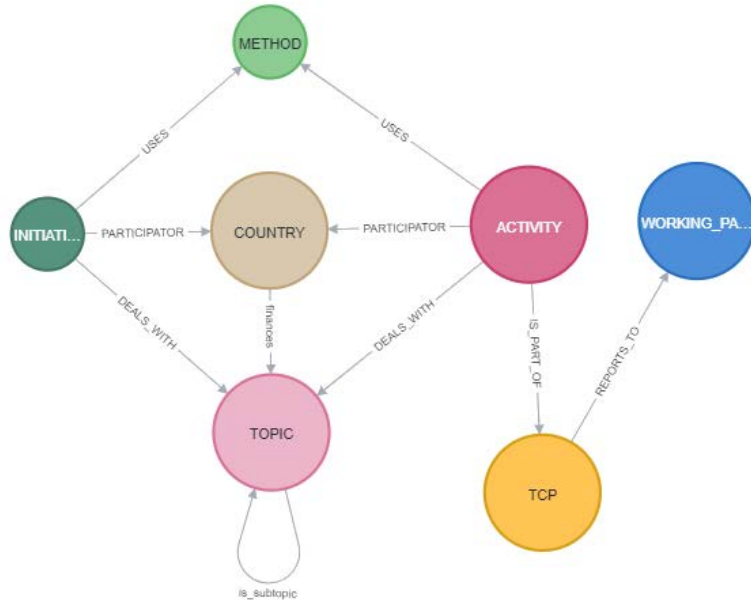 METHOD
USES
USES
INITIATI...
PARTICIPATOR
COUNTRY
PARTICIPATOR
ACTIVITY
WORKING_PA...
DEALS_WITH
finances
DEALS_WITH
IS_PART_OF
REPORTS_TO
TOPIC
TCP
is_subtopic